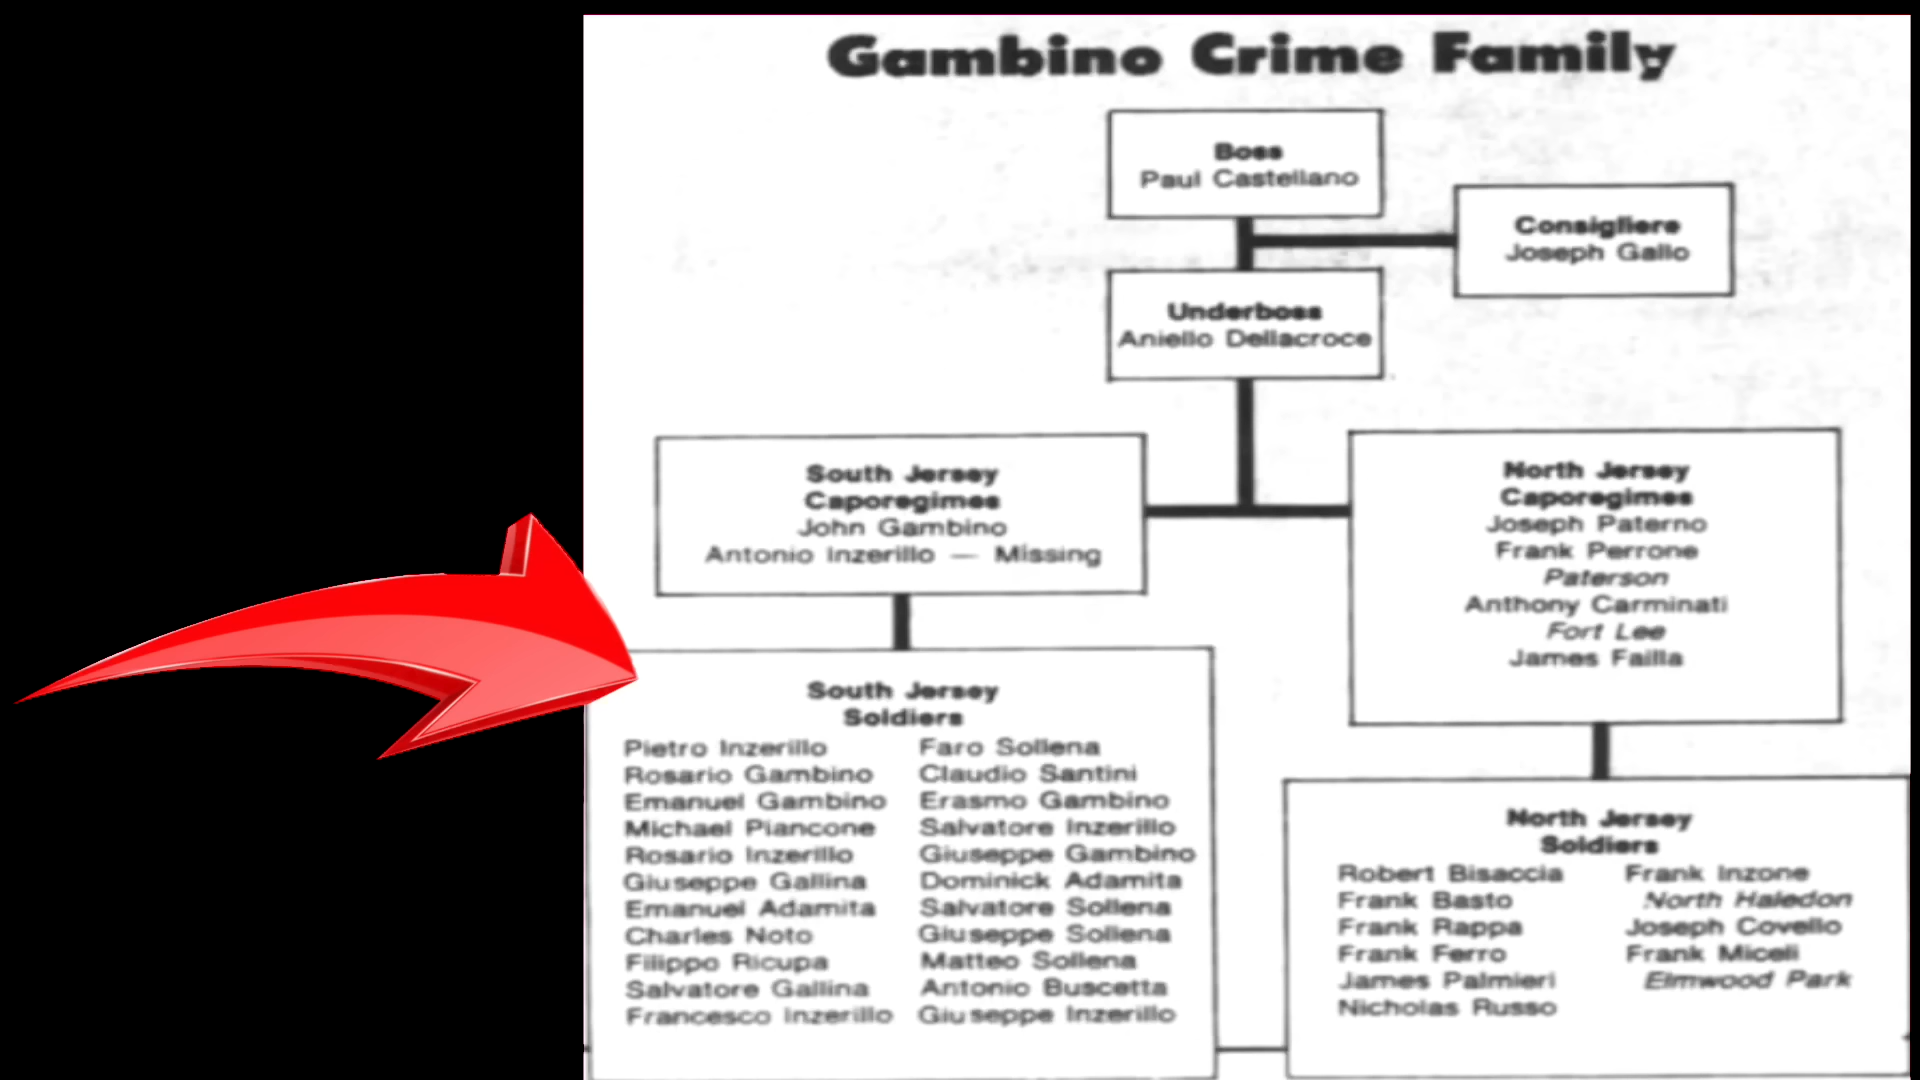 Gambino Crime Family
Boss
Paul Castellano
Consigliere
Joseph Gallo
Underboss
Aniello Dellacroce
South Jersey
Caporegimes
John Gambino
Antonio Inzerillo — Missing
North Jersey
Caporegimes
Joseph Paterno
Frank Perrone
Paterson
Anthony Carminati
Fort Lee
James Failla
South Jersey
Soldiers
Pietro Inzerillo
Rosario Gambino
Emanuel Gambino
Michael Piancone
Rosario Inzerillo
Giuseppe Gallina
Emanuel Adamita
Charles Noto
Filippo Ricupa
Salvatore Gallina
Francesco Inzerillo
Faro Sollena
Claudio Santini
Erasmo Gambino
Salvatore Inzerillo
Giuseppe Gambino
Dominick Adamita
Salvatore Sollena
Giuseppe Sollena
Matteo Sollena
Antonio Buscetta
Giuseppe Inzerillo
North Jersey
Soldiers
Robert Bisaccia
Frank Basto
Frank Rappa
Frank Ferro
James Palmieri
Nicholas Russo
Frank Inzone
North Haledon
Joseph Covello
Frank Miceli
Elmwood Park